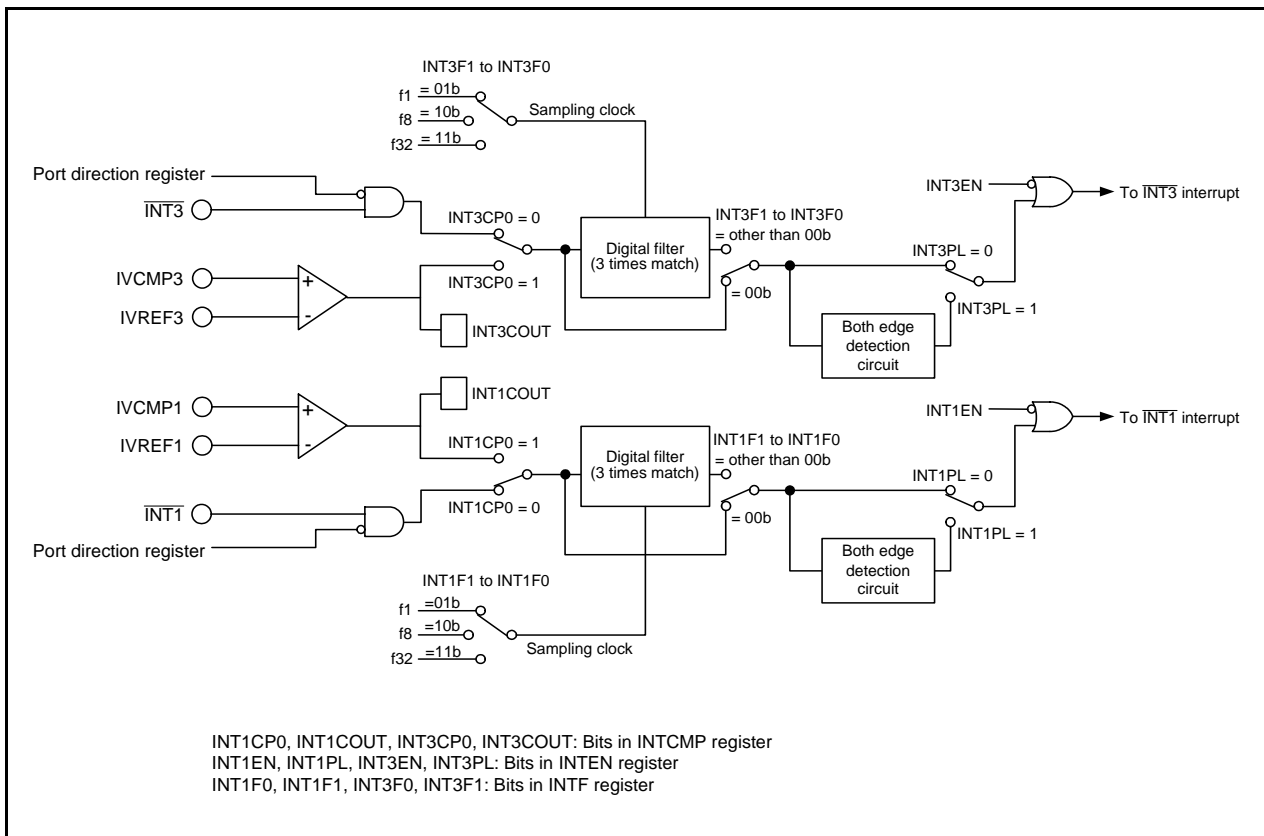 INT3F1 to INT3F0
f1 = 01b
f8 = 10b
f32 = 11b
Sampling clock
Port direction register
INT3
INT3CP0 = 0
Digital filter
(3 times match)
INT3F1 to INT3F0
= other than 00b
= 00b
INT3EN
To INT3 interrupt
INT3PL = 0
INT3PL = 1
IVCMP3
+
IVREF3
-
INT3CP0 = 1
INT3COUT
Both edge
detection
circuit
INT1COUT
IVCMP1
+
IVREF1
-
INT1CP0 = 1
INT1CP0 = 0
Digital filter
(3 times match)
INT1F1 to INT1F0
= other than 00b
= 00b
INT1EN
To INT1 interrupt
INT1PL = 0
INT1PL = 1
INT1
Port direction register
Both edge
detection
circuit
INT1F1 to INT1F0
f1 =01b
f8 =10b
f32 =11b
Sampling clock
INT1CP0, INT1COUT, INT3CP0, INT3COUT: Bits in INTCMP register
INT1EN, INT1PL, INT3EN, INT3PL: Bits in INTEN register
INT1F0, INT1F1, INT3F0, INT3F1: Bits in INTF register